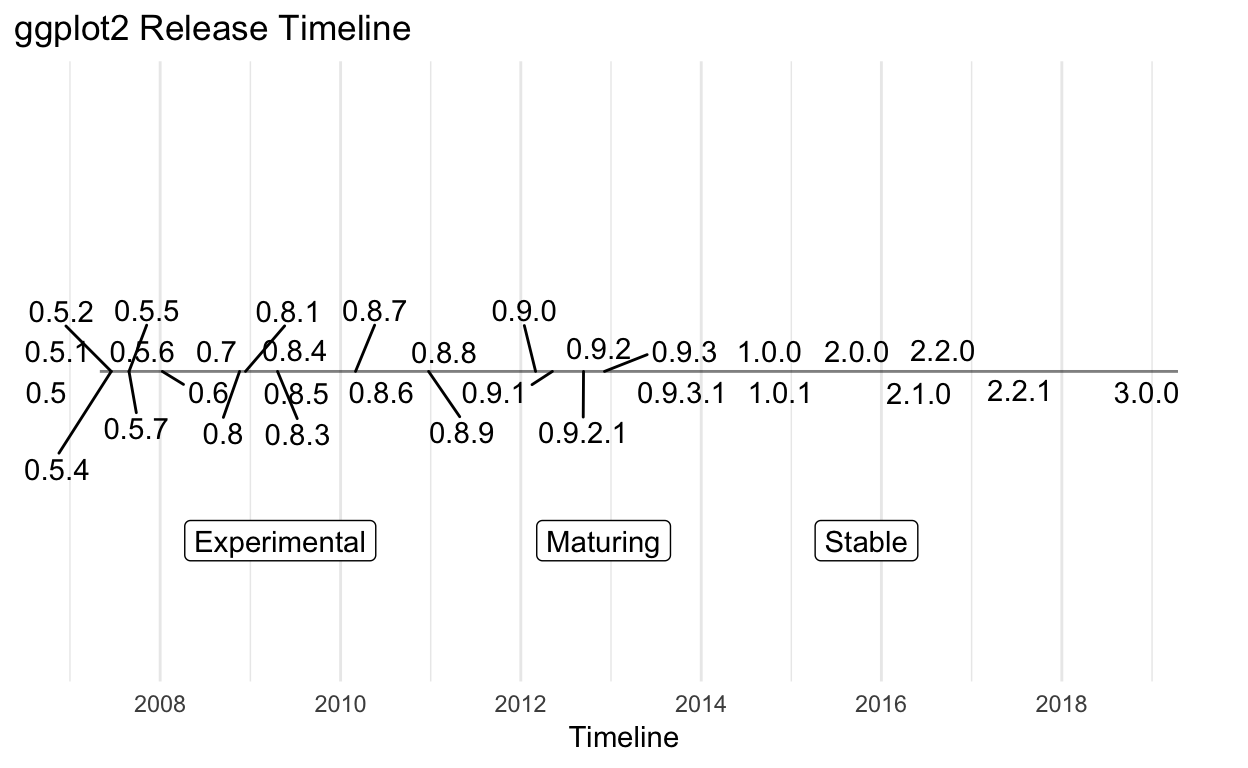 ggplot2 Release Timeline
0.5.2 0.5.5 0.8.1 0.8.7 0.9.0
0.5.1 0.5.6 0.7 0.8.4 0.8.8 0.9.2 0.9.3 1.0.0 2.0.0 2.2.0
0.5 0.6 0.8.5 0.8.6 0.9.1 0.9.3.1 1.0.1 2.1.0 2.2.1 3.0.0
0.5.7 0.8 0.8.3 0.8.9 0.9.2.1
0.5.4
Experimental Maturing Stable
2008 2010 2012 2014 2016 2018
Timeline